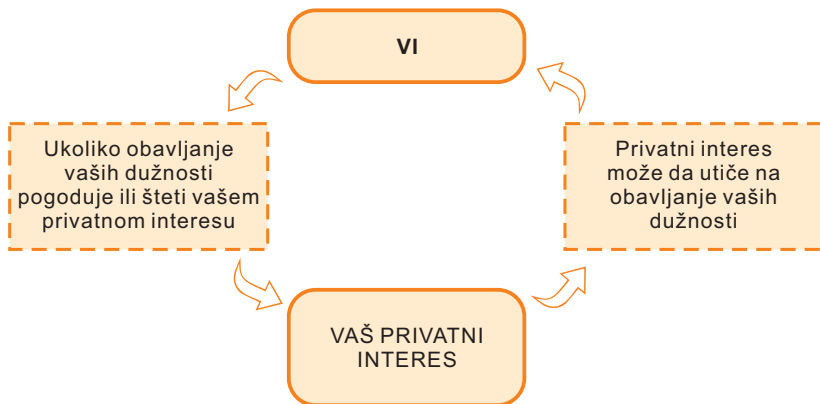 VI
Ukoliko obavljanje
vaših dužnosti
pogoduje ili šteti vašem
privatnom interesu
Privatni interes
može da utiče na
obavljanje vaših
dužnosti
VAŠ PRIVATNI
INTERES